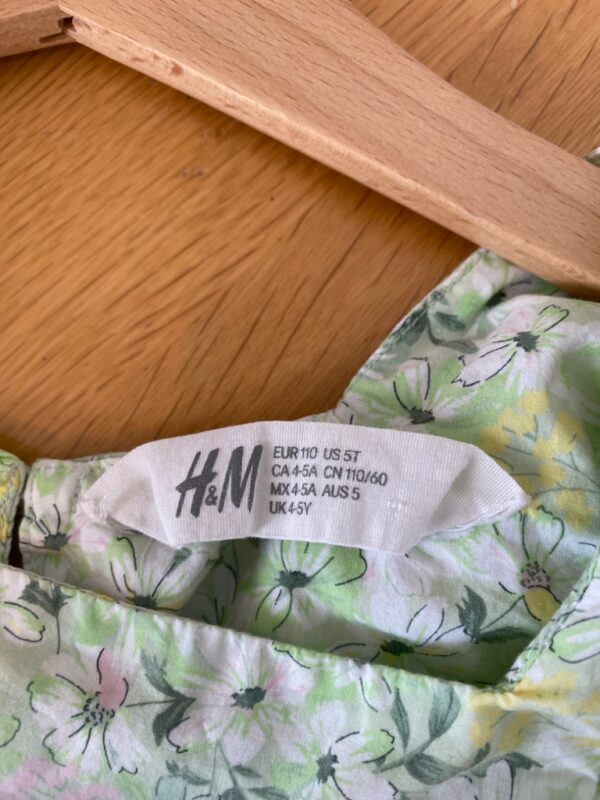 H&M
EUR 110 US 5T
CA 4-5A CN 110/60
MX 4-5A AUS 5
UK 4-5Y